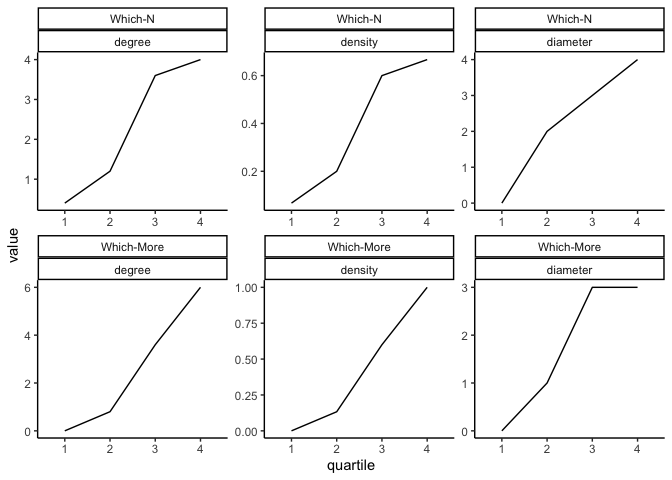 Which-N Which-N Which-N
degree density diameter
4 0.6 4
3 3
0.4
2 2
0.2 1
1
0
1 2 3 4 1 2 3 4 1 2 3 4
value
Which-More Which-More Which-More
degree density diameter
6 1.00 3
0.75
4 2
0.50
2 1
0.25
0 0.00 0
1 2 3 4 1 2 3 4 1 2 3 4
quartile